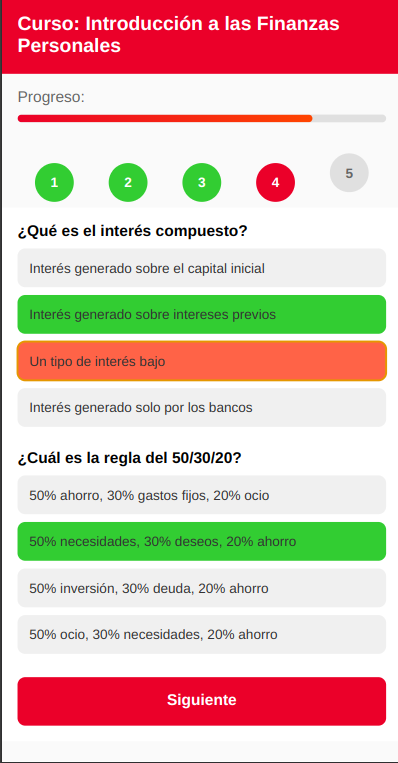 Curso: Introducción a las Finanzas
Personales
Progreso:
1 2 3 4 5
¿Qué es el interés compuesto?
Interés generado sobre el capital inicial
Interés generado sobre intereses previos
Un tipo de interés bajo
Interés generado solo por los bancos
¿Cuál es la regla del 50/30/20?
50% ahorro, 30% gastos fijos, 20% ocio
50% necesidades, 30% deseos, 20% ahorro
50% inversión, 30% deuda, 20% ahorro
50% ocio, 30% necesidades, 20% ahorro
Siguiente